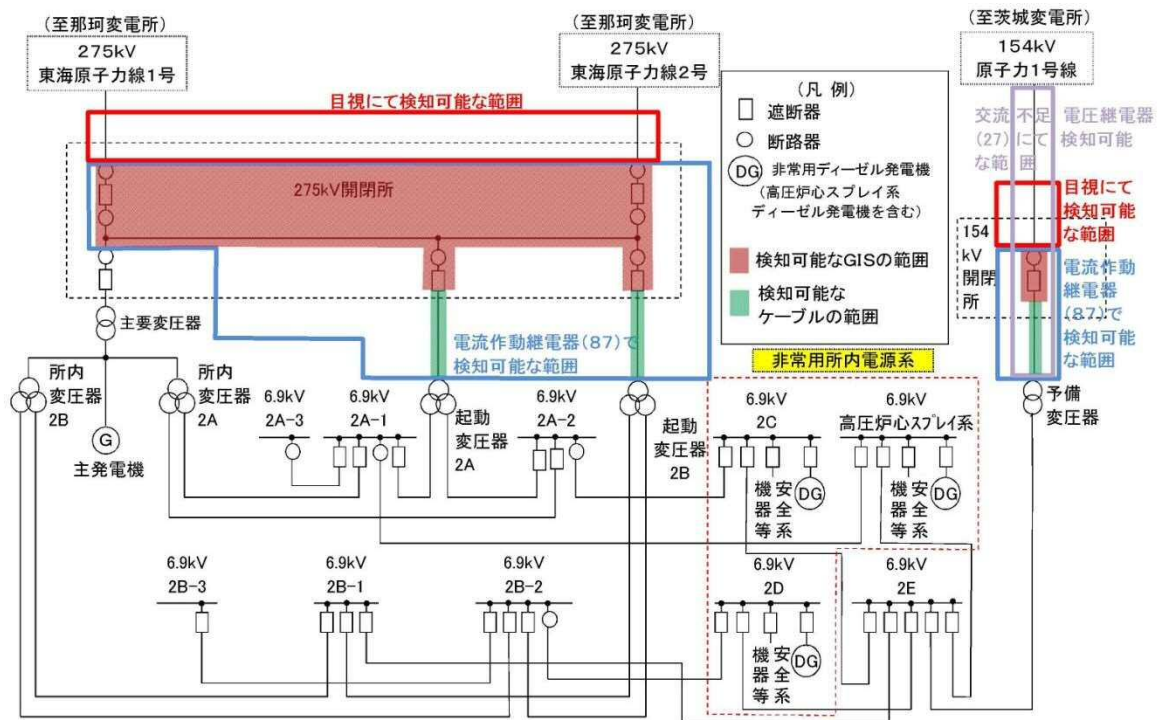 (至那珂変電所)
275kV
東海原子力線1号
(至那珂変電所)
275kV
東海原子力線2号
(至茨城変電所)
154kV
原子力1号線
目視にて検知可能な範囲
275kV開閉所
(凡 例)
遮断器
断路器
DG
非常用ディーゼル発電機
(高圧炉心スプレイ系
ディーゼル発電機を含む)
検知可能なGISの範囲
検知可能な
ケーブルの範囲
交流不足電圧継電器
(27)にて検知可能
な範囲
目視にて
検知可能
な範囲
154
kV
開閉
所
電流作動
継電器
(87)で
検知可能
な範囲
主要変圧器
電流作動継電器(87)で
検知可能な範囲
非常用所内電源系
所内
変圧器
2B
所内
変圧器
2A
G
主発電機
6.9kV
2A-3
6.9kV
2A-1
起動
変圧器
2A
6.9kV
2A-2
起動
変圧器
2B
6.9kV
2C
6.9kV
高圧炉心スプレイ系
予備
変圧器
安全系
機器等
DG
安全系
機器等
DG
6.9kV
2B-3
6.9kV
2B-1
6.9kV
2B-2
6.9kV
2D
6.9kV
2E
安全系
機器等
DG